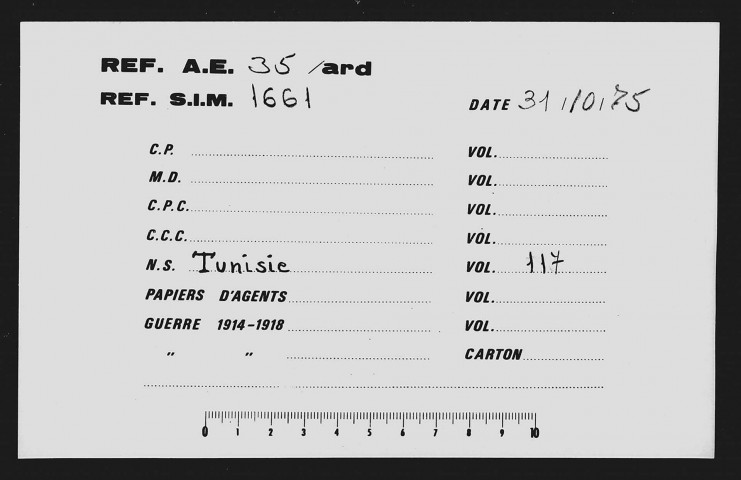 REF. A.E. 35 /ard
REF. S.I.M. 1661 DATE 31/10/75
C.P. VOL.
M.D. VOL.
C.P.C. VOL.
C.C.C. VOL.
N.S. Tunisie VOL. 117
PAPIERS D'AGENTS VOL.
GUERRE 1914-1918 VOL.
" " CARTON
0 1 2 3 4 5 6 7 8 9 10